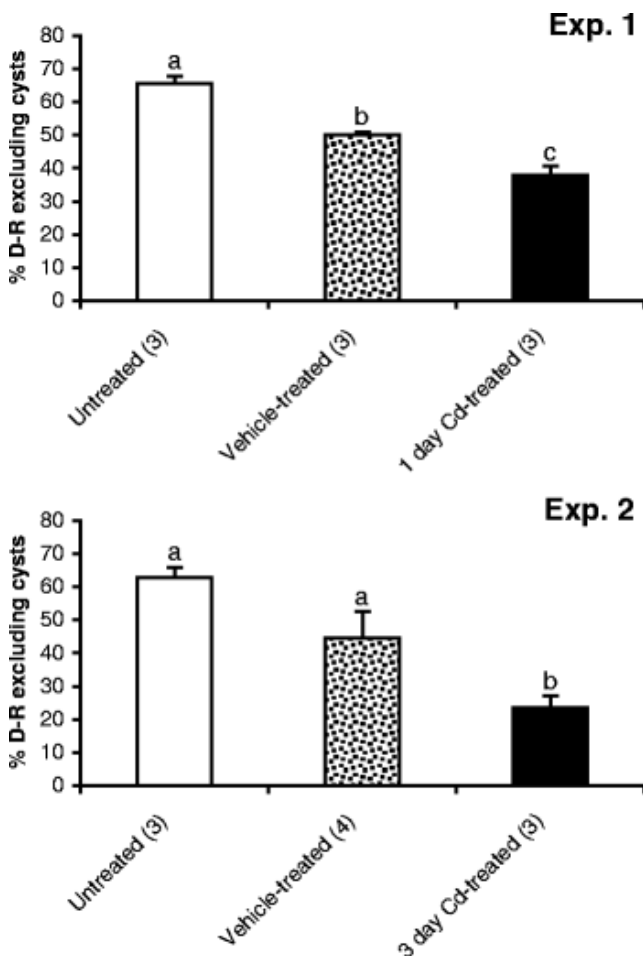 Exp. 1
% D-R excluding cysts
80
70
60
50
40
30
20
10
0
a
b
c
Untreated (3)
Vehicle-treated (3)
1 day Cd-treated (3)
Exp. 2
% D-R excluding cysts
80
70
60
50
40
30
20
10
0
a
a
b
Untreated (3)
Vehicle-treated (4)
3 day Cd-treated (3)